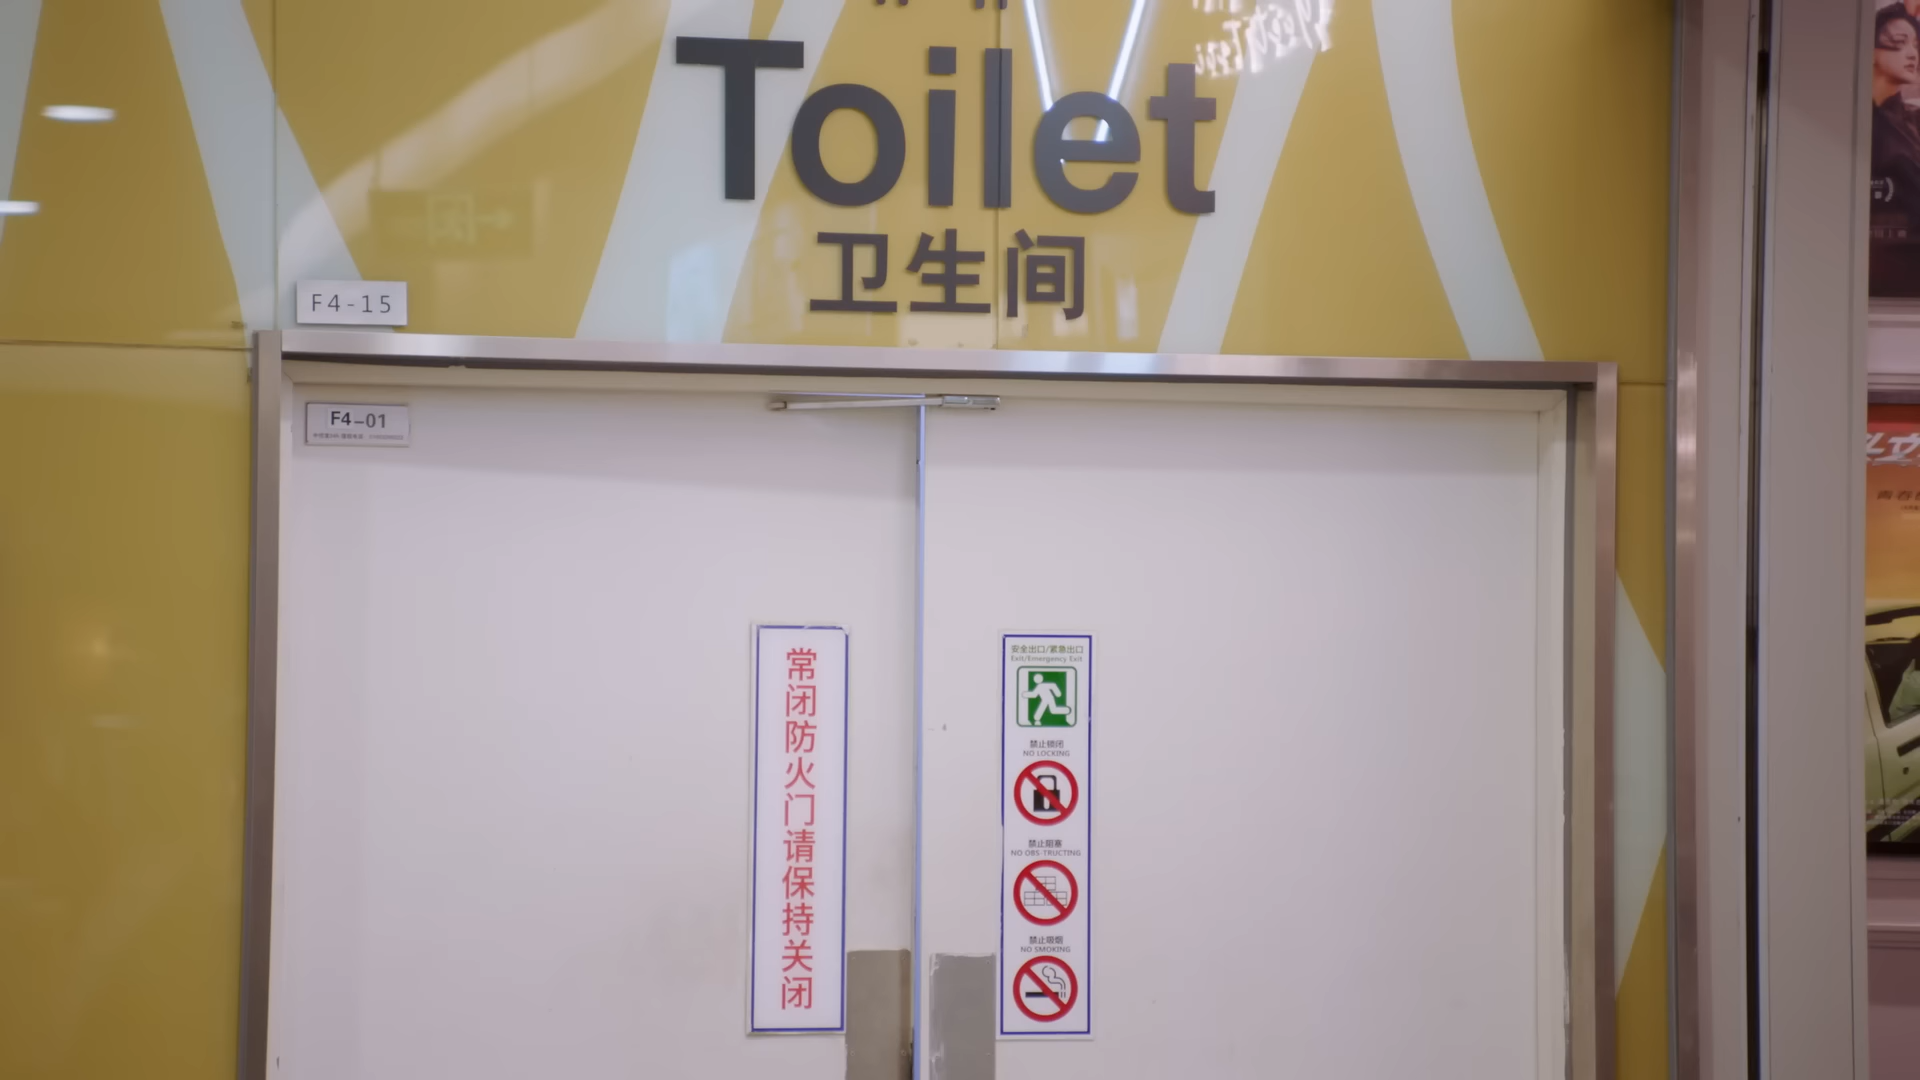 Toilet
卫生间
F4-15
F4-01
常闭防火门请保持关闭
安全出口/紧急出口
Exit/Emergency Exit
禁止锁闭
NO LOCKING
禁止阻塞
NO OBS-TRUCTING
禁止吸烟
NO SMOKING